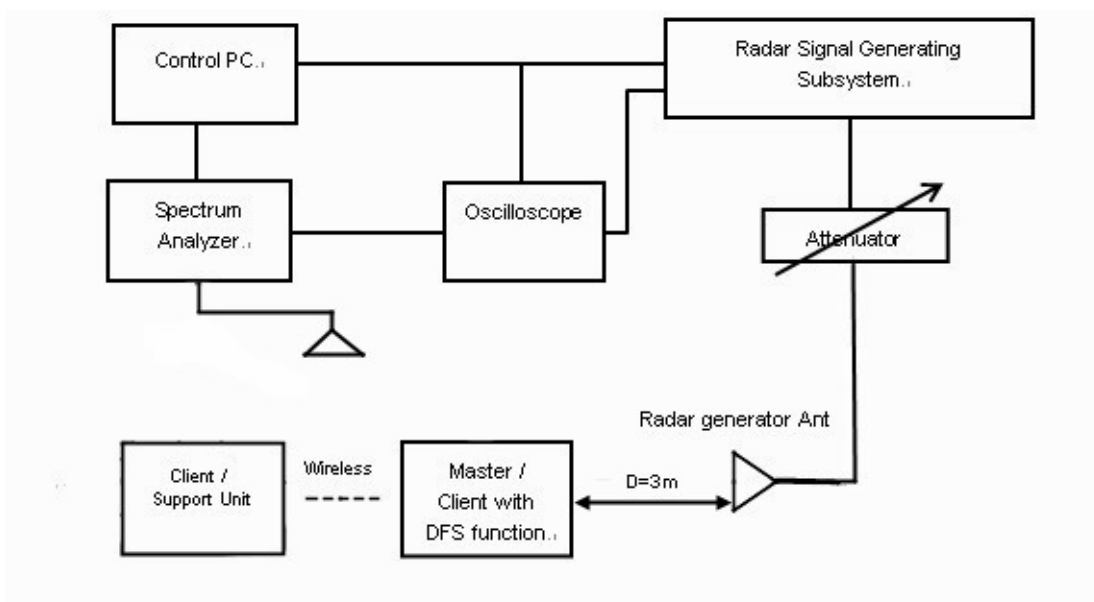 Control PC.
Radar Signal Generating
Subsystem.
Spectrum
Analyzer.
Oscilloscope
Attenuator
Radar generator Ant
Client /
Support Unit
Wireless
Master /
Client with
DFS function.
D=3m